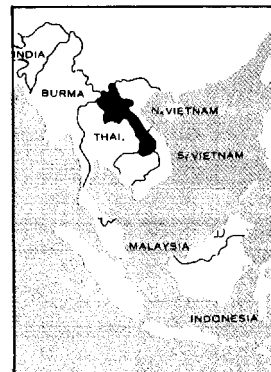 INDIA
BURMA
N. VIETNAM
THAI.
S. VIETNAM
MALAYSIA
INDONESIA